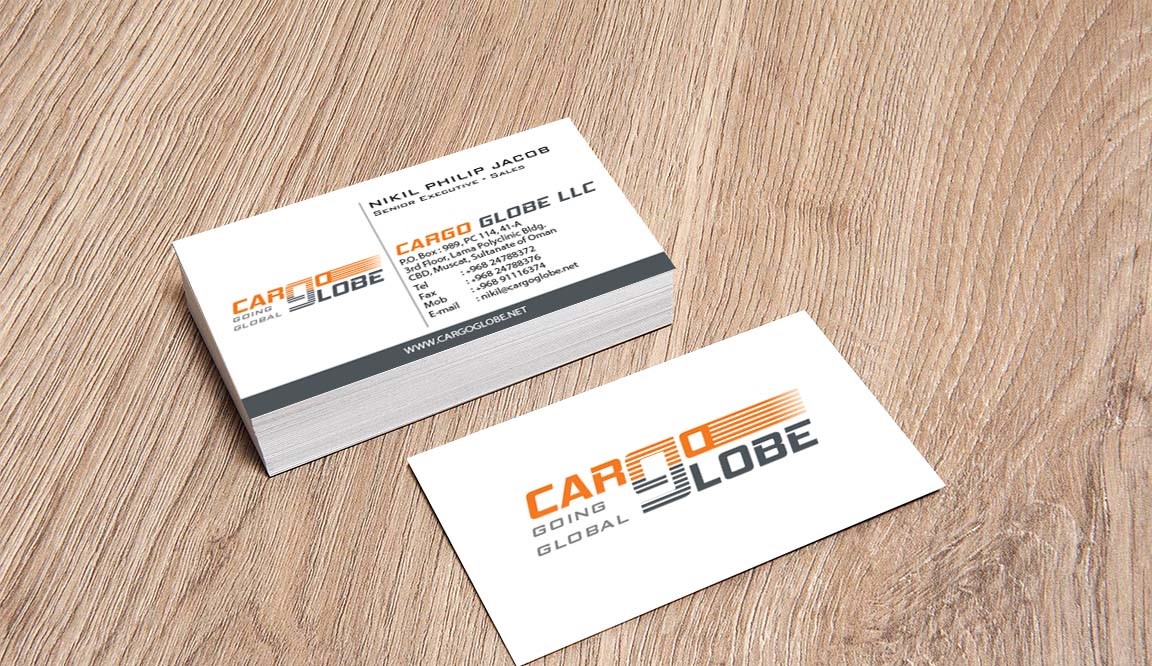 NIKIL PHILIP JACOB
SENIOR EXECUTIVE - SALES
CARGO GLOBE LLC
P.O. Box : 989, PC 114, 41-A
3rd Floor, Lama Polyclinic Bldg.
CBD, Muscat, Sultanate of Oman
Tel : +968 24788372
Fax : +968 24788376
Mob : +968 91116374
E-mail : nikil@cargoglobe.net
CARGO
GLOBE
GOING
GLOBAL
WWW.CARGOGLOBE.NET
CARGO
GLOBE
GOING
GLOBAL